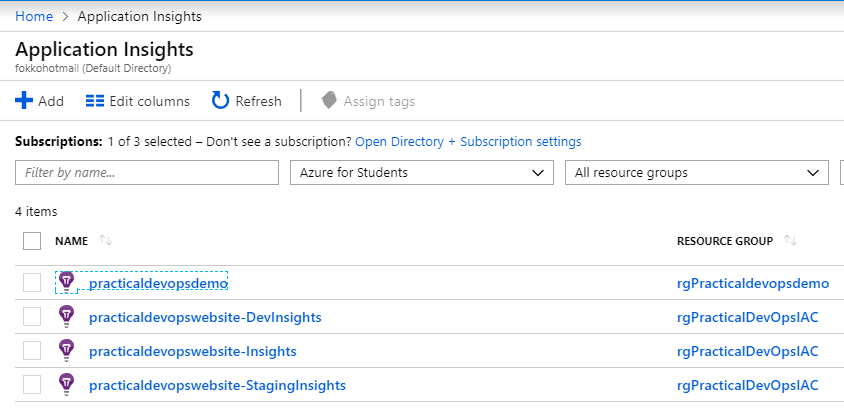 Home > Application Insights
Application Insights
fokkohotmail (Default Directory)
Add Edit columns Refresh Assign tags
Subscriptions: 1 of 3 selected – Don't see a subscription? Open Directory + Subscription settings
Filter by name... Azure for Students All resource groups
4 items
NAME RESOURCE GROUP
practicaldevopsdemo rgPracticaldevopsdemo
practicaldevopswebsite-DevInsights rgPracticalDevOpsIAC
practicaldevopswebsite-Insights rgPracticalDevOpsIAC
practicaldevopswebsite-StagingInsights rgPracticalDevOpsIAC